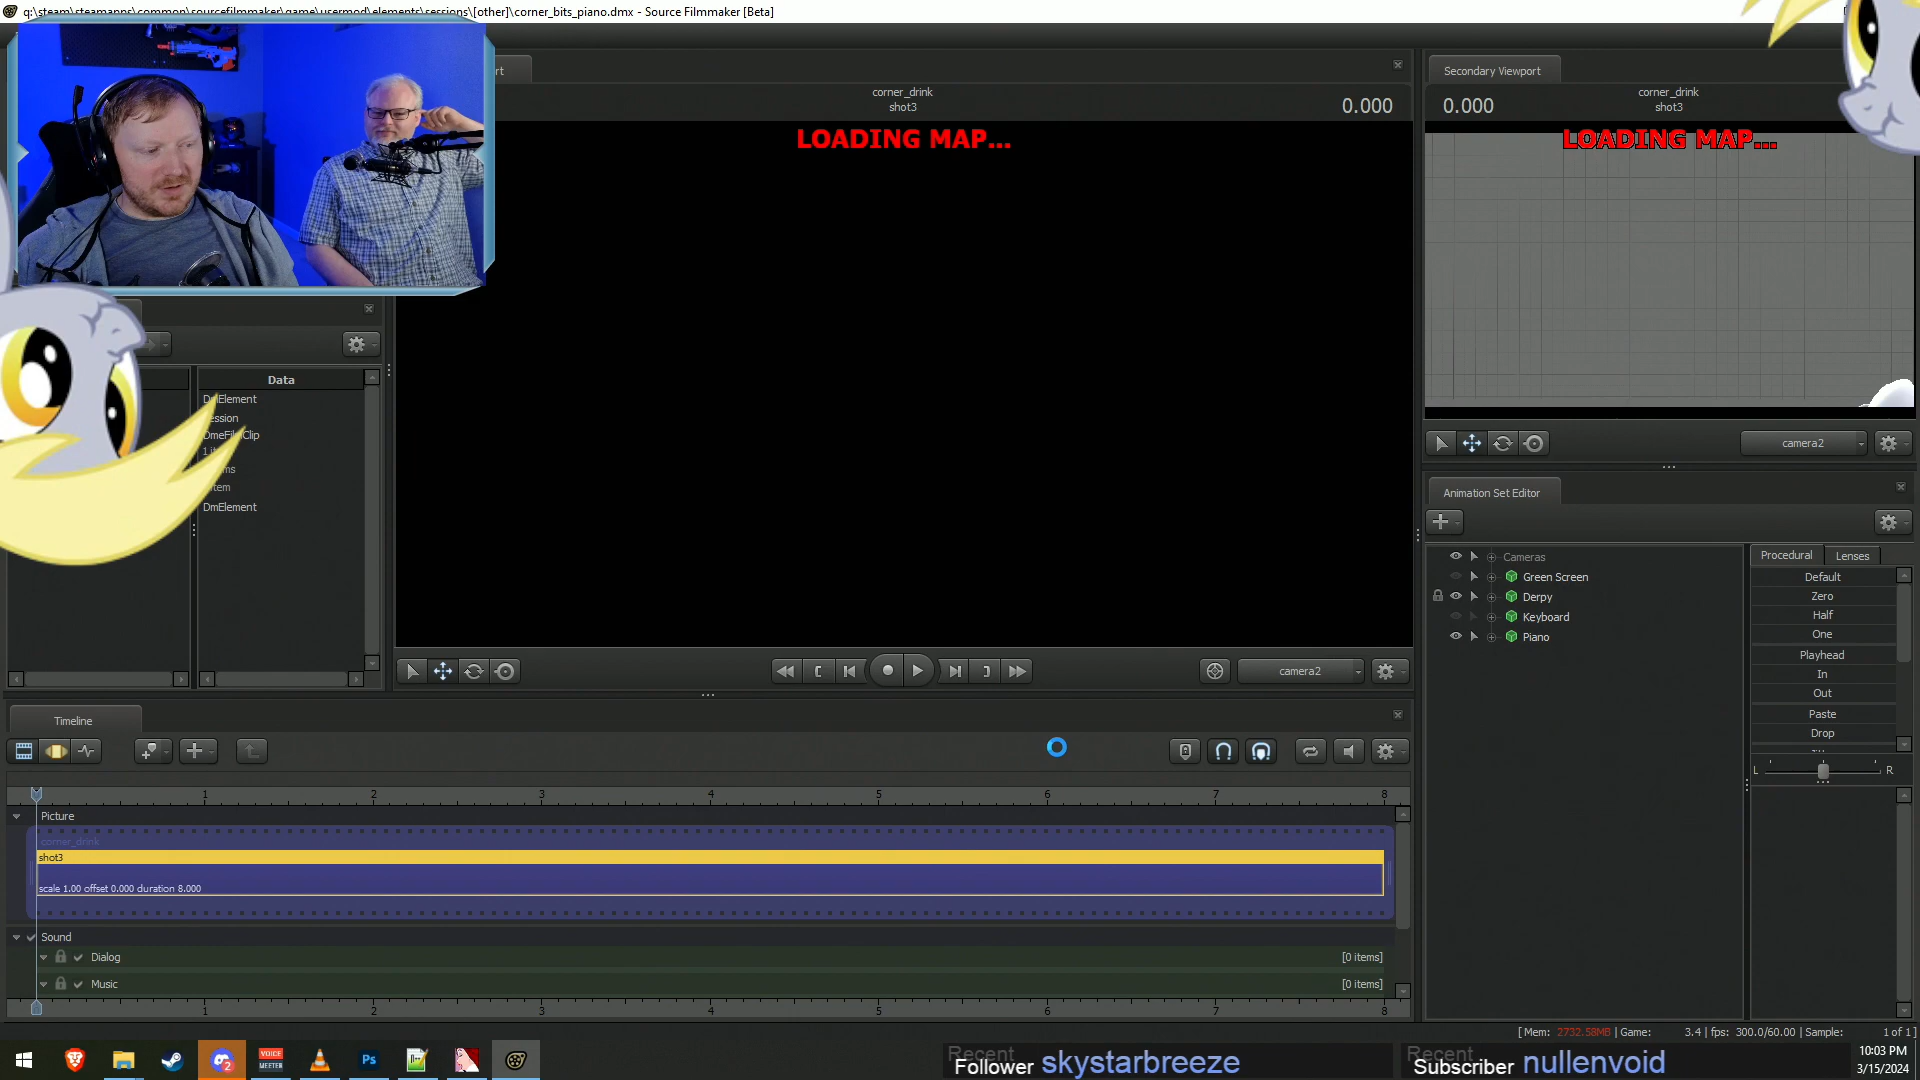 q:\steam\steamapps\common\sourcefilmmaker\game\usermod\elements\sessions\[other]\corner_bits_piano.dmx - Source Filmmaker [Beta]
Secondary Viewport
corner_drink
shot3
0.000
LOADING MAP...
0.000
corner_drink
shot3
LOADING MAP...
Data
DmElement
DmElement
camera2
Animation Set Editor
Cameras
Green Screen
Derpy
Keyboard
Piano
Procedural
Lenses
Default
Zero
Half
One
Playhead
In
Out
Paste
Drop
L
R
camera2
Timeline
1 2 3 4 5 6 7 8
Picture
corner_drink
shot3
scale 1.00 offset 0.000 duration 8.000
Sound
Dialog
[0 items]
Music
[0 items]
1 2 3 4 5 6 7 8
[ Mem: 2732.58MB | Game: 3.4 | fps: 300.0/60.00 | Sample: 1 of 1 ]
2
VOICE
MEETER
Ps
Recent
Follower skystarbreeze
Recent
Subscriber nullenvoid
10:03 PM
3/15/2024